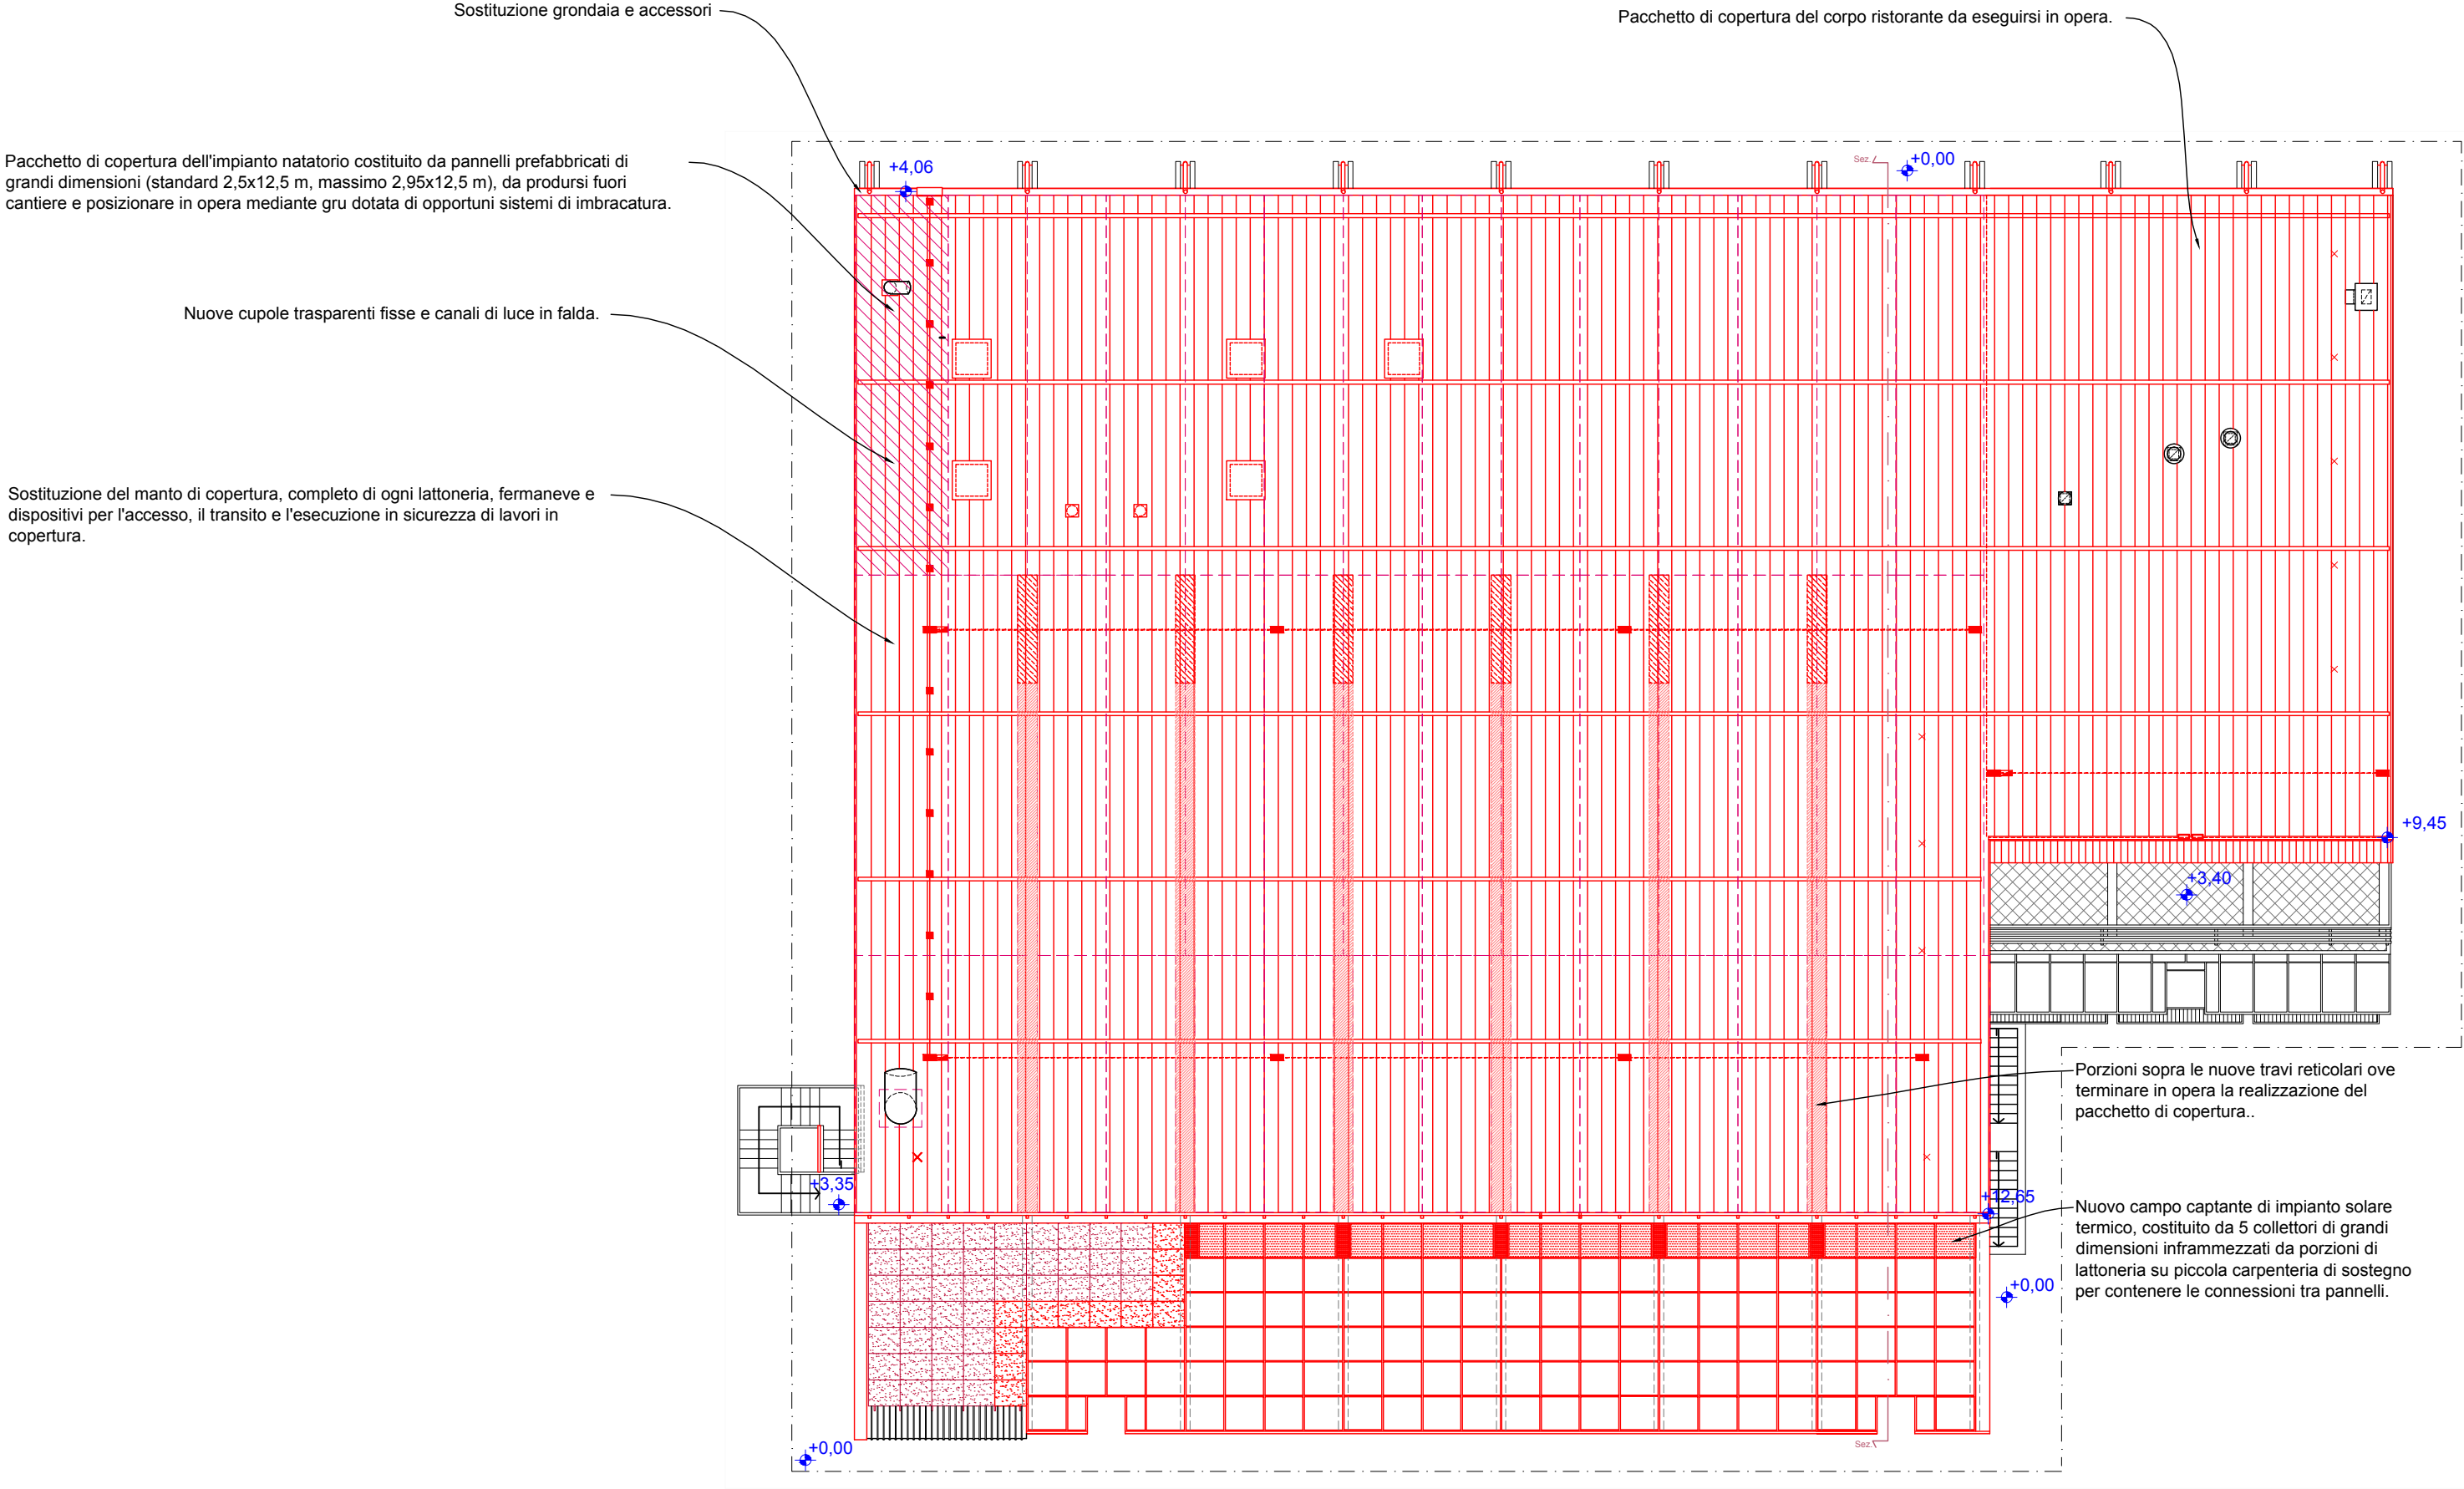 Sostituzione grondaia e accessori
Pacchetto di copertura del corpo ristorante da eseguirsi in opera.
Pacchetto di copertura dell'impianto natatorio costituito da pannelli prefabbricati di
grandi dimensioni (standard 2,5x12,5 m, massimo 2,95x12,5 m), da prodursi fuori
cantiere e posizionare in opera mediante gru dotata di opportuni sistemi di imbracatura.
+4,06
Sez.
+0,00
Nuove cupole trasparenti fisse e canali di luce in falda.
Sostituzione del manto di copertura, completo di ogni lattoneria, fermaneve e
dispositivi per l'accesso, il transito e l'esecuzione in sicurezza di lavori in
copertura.
+9,45
+3,40
Porzioni sopra le nuove travi reticolari ove
terminare in opera la realizzazione del
pacchetto di copertura..
+3,35
+12,65
Nuovo campo captante di impianto solare
termico, costituito da 5 collettori di grandi
dimensioni inframmezzati da porzioni di
lattoneria su piccola carpenteria di sostegno
per contenere le connessioni tra pannelli.
+0,00
Sez.
+0,00